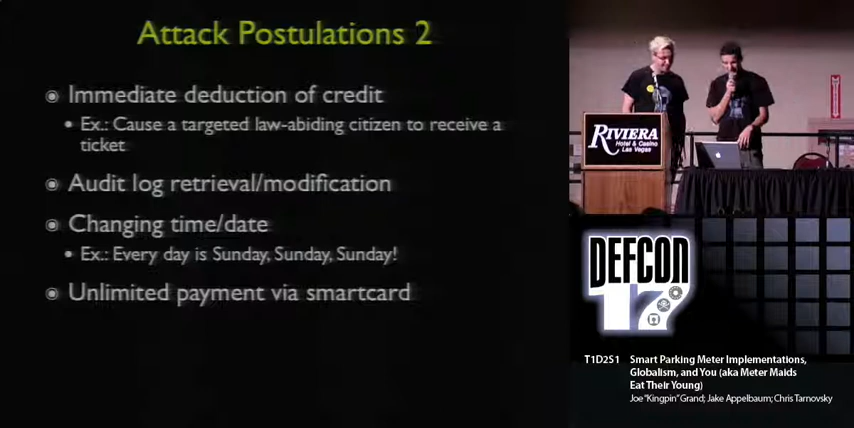 Attack Postulations 2
Immediate deduction of credit
Ex.: Cause a targeted law-abiding citizen to receive a
ticket
Audit log retrieval/modification
Changing time/date
Ex.: Every day is Sunday, Sunday, Sunday!
Unlimited payment via smartcard
RIVIERA
Hotel & Casino
Las Vegas
DEFCON
17
T1D2S1 Smart Parking Meter Implementations,
Globalism, and You (aka Meter Maids
Eat Their Young)
Joe "Kingpin" Grand; Jake Appelbaum; Chris Tarnovsky